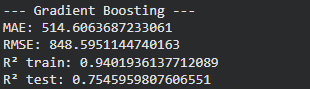 --- Gradient Boosting ---
MAE: 514.6063687233061
RMSE: 848.5951144740163
R² train: 0.9401936137712089
R² test: 0.7545959807606551